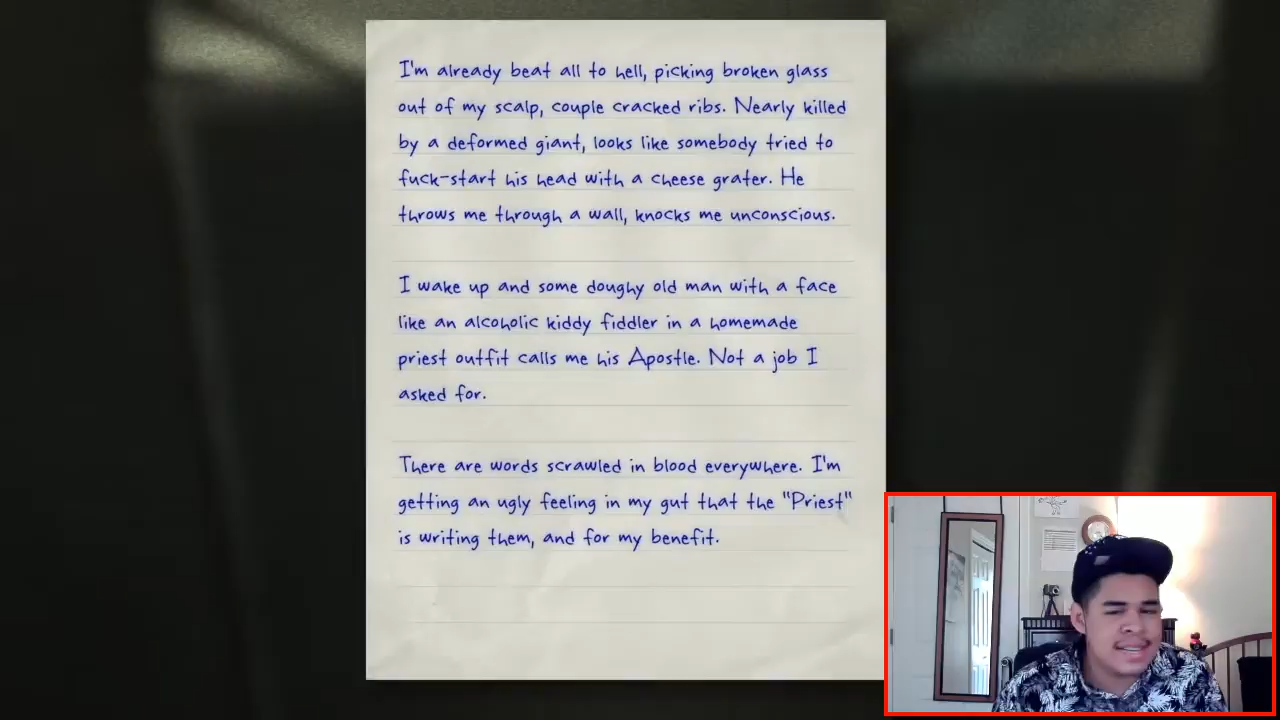 I'm already beat all to hell, picking broken glass
out of my scalp, couple cracked ribs. Nearly killed
by a deformed giant, looks like somebody tried to
fuck-start his head with a cheese grater. He
throws me through a wall, knocks me unconscious.
I wake up and some doughy old man with a face
like an alcoholic kiddy fiddler in a homemade
priest outfit calls me his Apostle. Not a job I
asked for.
There are words scrawled in blood everywhere. I'm
getting an ugly feeling in my gut that the "Priest"
is writing them, and for my benefit.